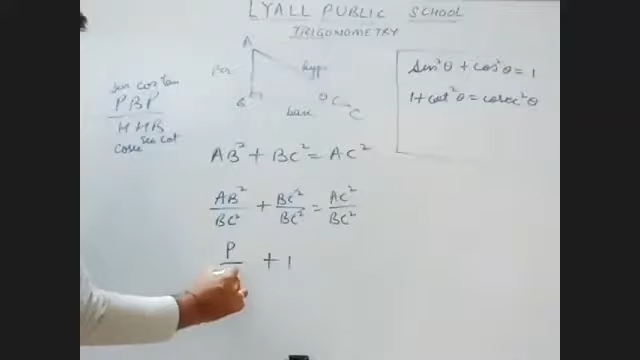 LYALL PUBLIC SCHOOL
TRIGONOMETRY
A
Per
hyp
B
θ
C
base
sin cos tan
P B P
H H B
cosec sec cot
sin²θ + cos²θ = 1
1 + cot²θ = cosec²θ
AB² + BC² = AC²
AB²/BC² + BC²/BC² = AC²/BC²
P + 1